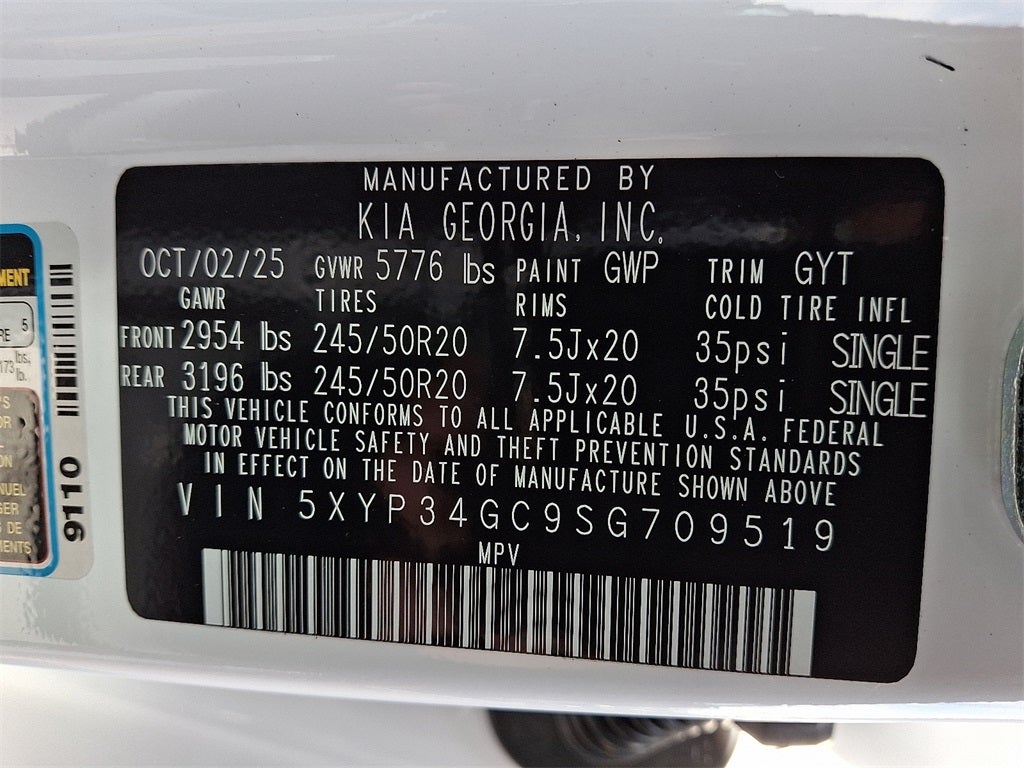 MANUFACTURED BY
KIA GEORGIA, INC.
OCT/02/25 GVWR 5776 lbs PAINT GWP TRIM GYT
GAWR TIRES RIMS COLD TIRE INFL
FRONT 2954 lbs 245/50R20 7.5Jx20 35psi SINGLE
REAR 3196 lbs 245/50R20 7.5Jx20 35psi SINGLE
THIS VEHICLE CONFORMS TO ALL APPLICABLE U.S.A. FEDERAL
MOTOR VEHICLE SAFETY AND THEFT PREVENTION STANDARDS
IN EFFECT ON THE DATE OF MANUFACTURE SHOWN ABOVE
VIN 5XYP34GC9SG709519
MPV
9110
5
lbs,
lb.